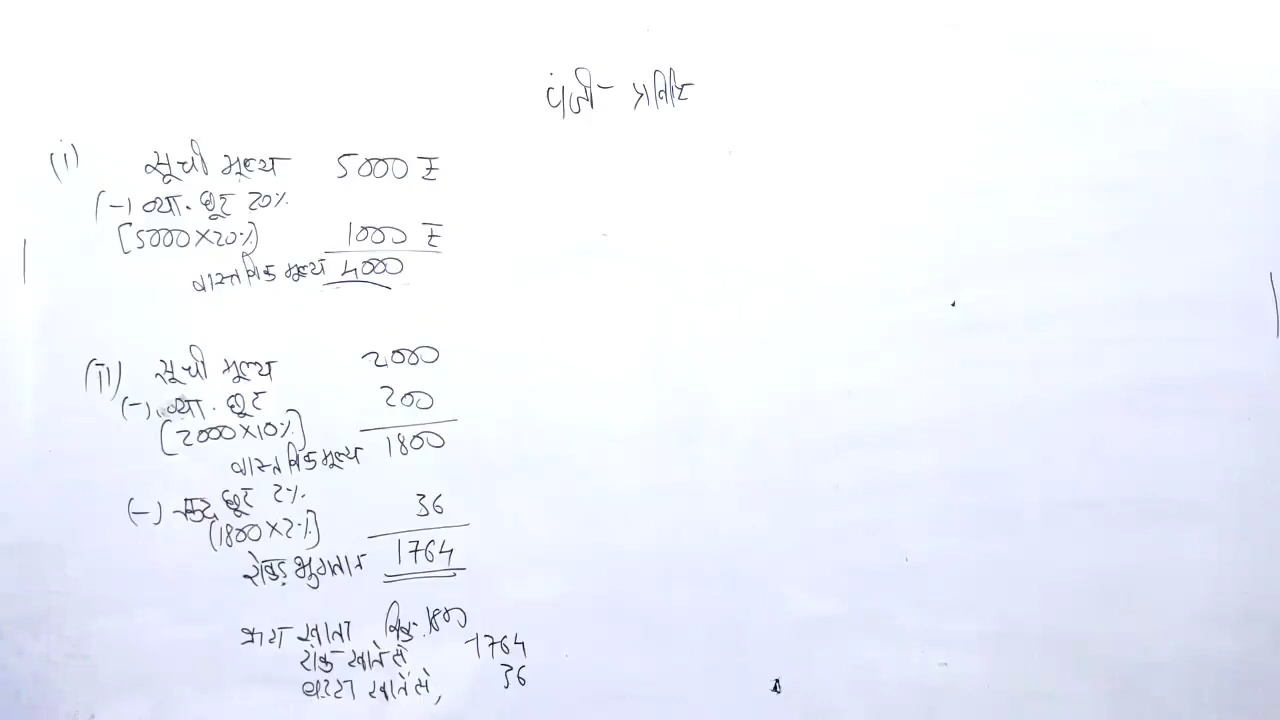 पंजी- प्रविष्टि
(i) सूची मूल्य 5000 ₹
(-) व्या. छूट 20%
[5000×20%] 1000 ₹
वास्तविक मूल्य 4000
(ii) सूची मूल्य 2000
(-) व्या. छूट 200
[2000×10%]
वास्तविक मूल्य 1800
(-) नकद छूट 2% 36
(1800×2%)
रोकड़ भुगतान 1764
क्रय खाता विक. 1800
रोकड़ खाते से 1764
बट्टा खाते से, 36